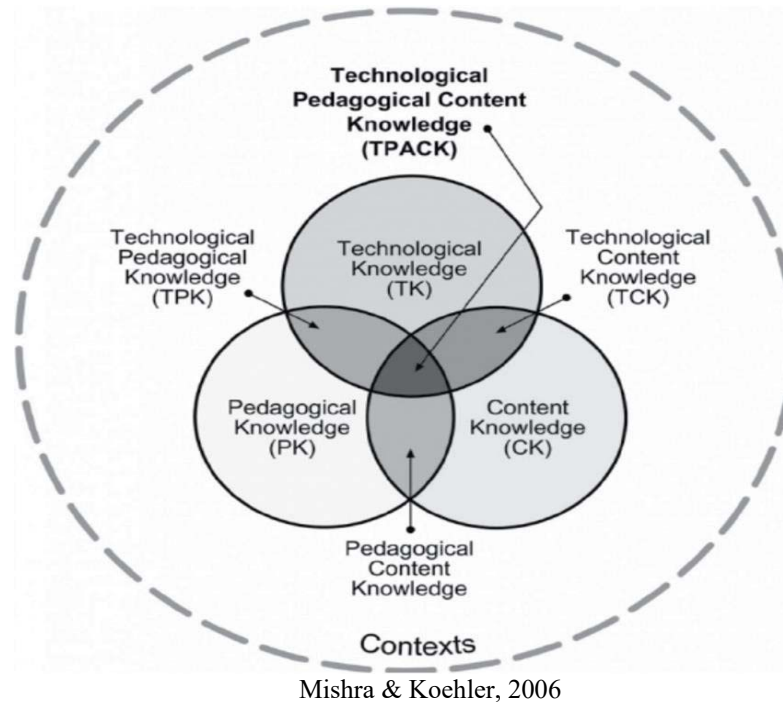 Technological
Pedagogical Content
Knowledge
(TPACK)
Technological
Pedagogical
Knowledge
(TPK)
Technological
Knowledge
(TK)
Technological
Content
Knowledge
(TCK)
Pedagogical
Knowledge
(PK)
Content
Knowledge
(CK)
Pedagogical
Content
Knowledge
Contexts
Mishra & Koehler, 2006